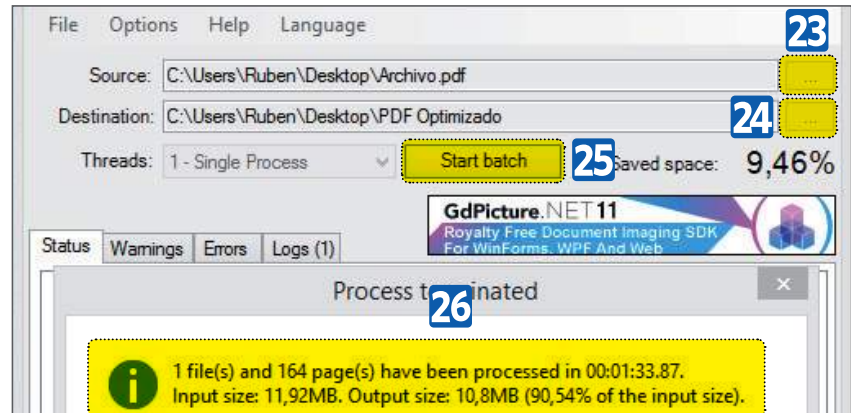 File Options Help Language
23
Source: C:\Users\Ruben\Desktop\Archivo.pdf ...
Destination: C:\Users\Ruben\Desktop\PDF Optimizado 24 ...
Threads: 1 - Single Process Start batch 25 Saved space: 9,46%
GdPicture.NET 11
Royalty Free Document Imaging SDK
For WinForms, WPF And Web
Status Warnings Errors Logs (1)
Process t inated
26
1 file(s) and 164 page(s) have been processed in 00:01:33.87.
Input size: 11,92MB. Output size: 10,8MB (90,54% of the input size).